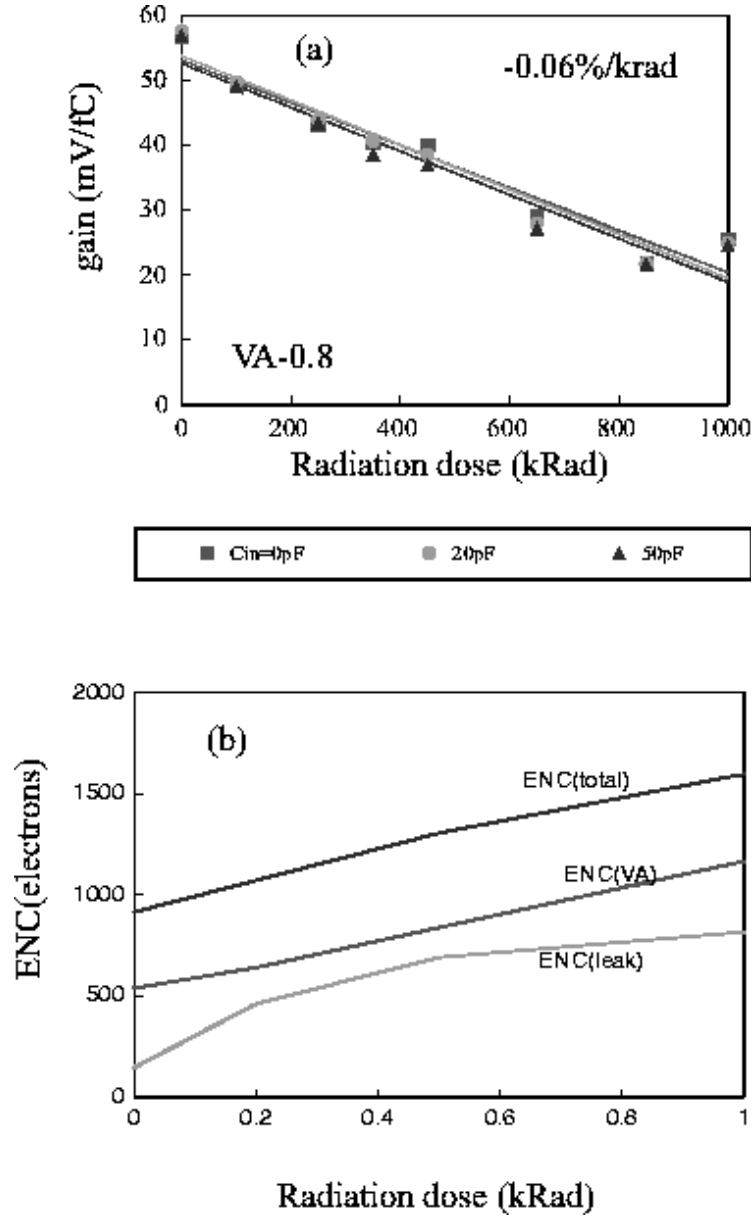 60
(a)
-0.06%/krad
50
40
30
20
10
0
gain (mV/fC)
VA-0.8
0 200 400 600 800 1000
Radiation dose (kRad)
Cin=0pF 20pF 50pF
2000
(b)
1500
1000
500
0
ENC(electrons)
ENC(total)
ENC(VA)
ENC(leak)
0 0.2 0.4 0.6 0.8 1
Radiation dose (kRad)